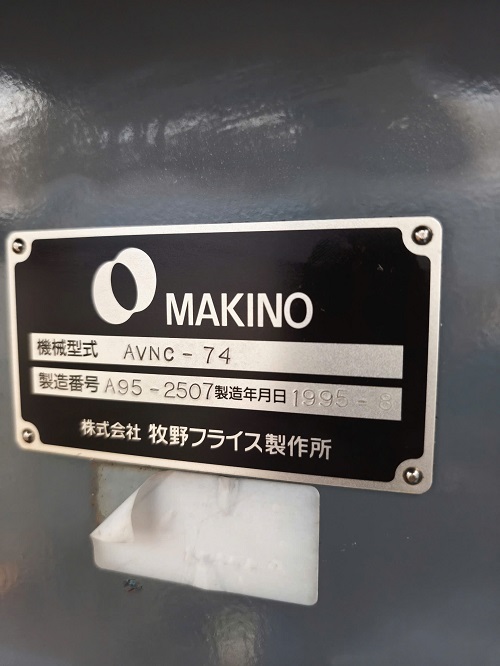 MAKINO
機械型式 AVNC - 74
製造番号 A95 - 2507 製造年月日 1995 - 8
株式会社 牧野フライス製作所